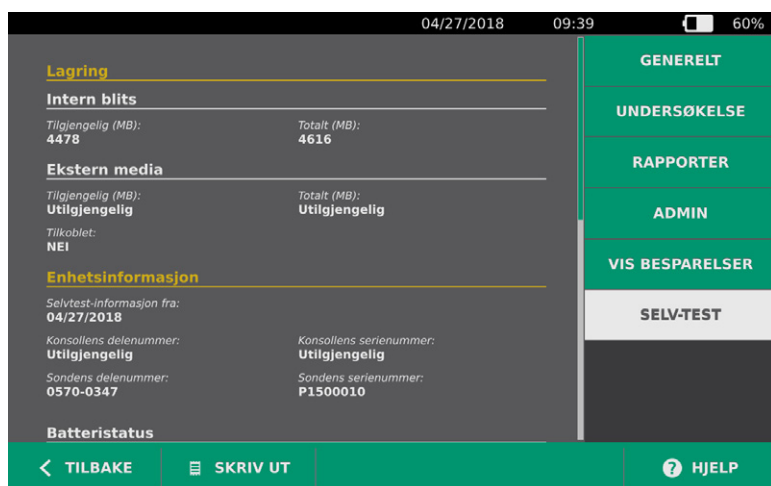 04/27/2018 09:39 60%
Lagring
Intern blits
Tilgjengelig (MB): Totalt (MB):
4478 4616
Ekstern media
Tilgjengelig (MB): Totalt (MB):
Utilgjengelig Utilgjengelig
Tilkoblet:
NEI
Enhetsinformasjon
Selvtest-informasjon fra:
04/27/2018
Konsollens delenummer: Konsollens serienummer:
Utilgjengelig Utilgjengelig
Sondens delenummer: Sondens serienummer:
0570-0347 P1500010
Batteristatus
GENERELT
UNDERSØKELSE
RAPPORTER
ADMIN
VIS BESPARELSER
SELV-TEST
TILBAKE SKRIV UT ? HJELP